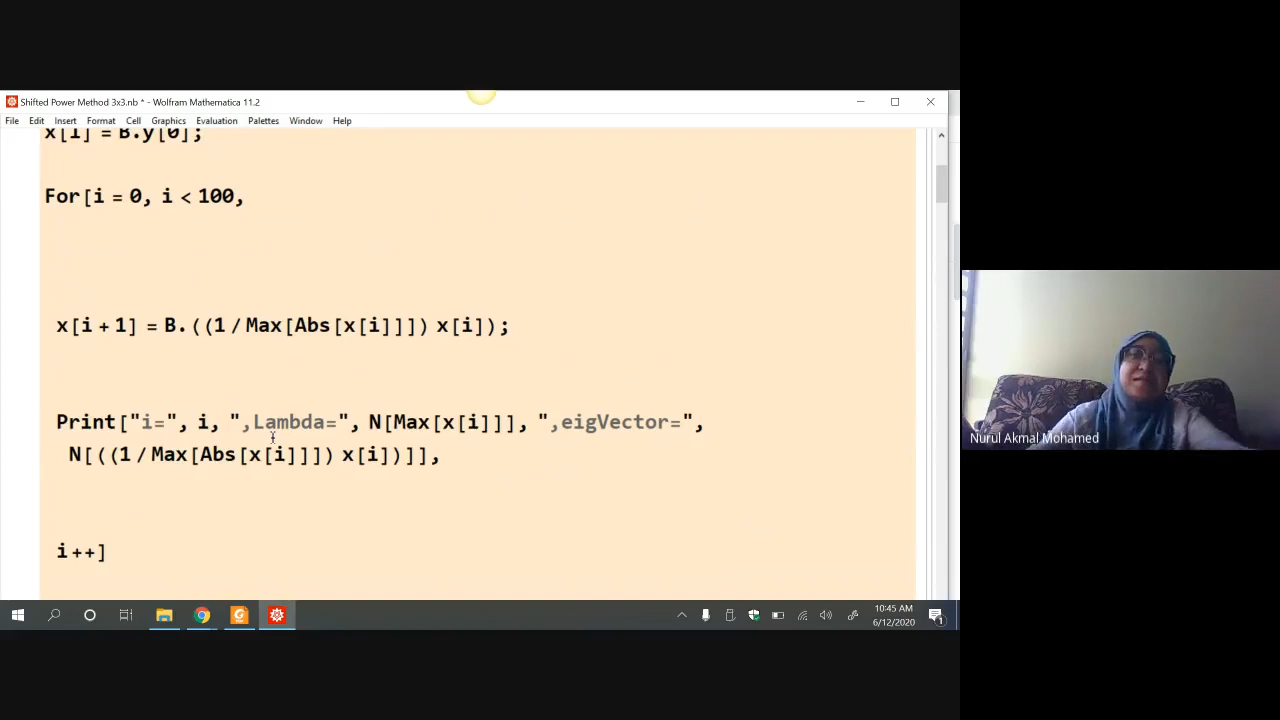 Shifted Power Method 3x3.nb * - Wolfram Mathematica 11.2
File Edit Insert Format Cell Graphics Evaluation Palettes Window Help
x[1] = B.y[0];
For[i = 0, i < 100,
x[i + 1] = B.((1 / Max[Abs[x[i]]]) x[i]);
Print["i=", i, ",Lambda=", N[Max[x[i]]], ",eigVector=",
N[((1 / Max[Abs[x[i]]]) x[i])]],
i ++]
Nurul Akmal Mohamed
10:45 AM
6/12/2020
1